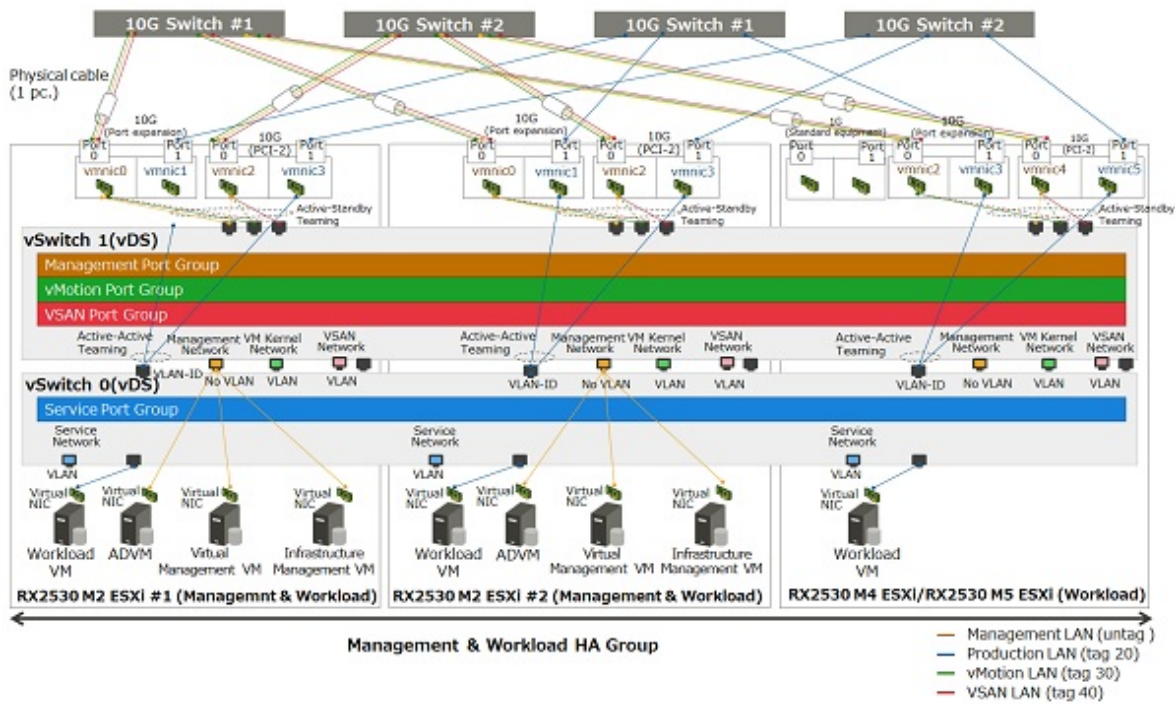 10G Switch #1
10G Switch #2
10G Switch #1
10G Switch #2
Physical cable
(1 pc.)
10G
(Port expansion)
10G
(PCI-2)
10G
(Port expansion)
10G
(PCI-2)
1G
(Standard equipment)
10G
(Port expansion)
10G
(PCI-2)
Port 0
Port 1
Port 0
Port 1
Port 0
Port 1
Port 0
Port 1
Port 0
Port 1
Port 0
Port 1
Port 0
Port 1
vmnic0
vmnic1
vmnic2
vmnic3
vmnic0
vmnic1
vmnic2
vmnic3
vmnic2
vmnic3
vmnic4
vmnic5
Active-Standby
Teaming
Active-Standby
Teaming
Active-Standby
Teaming
vSwitch 1(vDS)
Management Port Group
vMotion Port Group
VSAN Port Group
Active-Active
Teaming
Management
Network
VM Kernel
Network
VSAN
Network
Active-Active
Teaming
Management
Network
VM Kernel
Network
VSAN
Network
Active-Active
Teaming
Management
Network
VM Kernel
Network
VSAN
Network
VLAN-ID
No VLAN
VLAN
VLAN
VLAN-ID
No VLAN
VLAN
VLAN
VLAN-ID
No VLAN
VLAN
VLAN
vSwitch 0(vDS)
Service Port Group
Service
Network
VLAN
Service
Network
VLAN
Service
Network
VLAN
Virtual
NIC
Virtual
NIC
Virtual
NIC
Virtual
NIC
Virtual
NIC
Virtual
NIC
Virtual
NIC
Virtual
NIC
Virtual
NIC
Workload
VM
ADVM
Virtual
Management VM
Infrastructure
Management VM
Workload
VM
ADVM
Virtual
Management VM
Infrastructure
Management VM
Workload
VM
RX2530 M2 ESXi #1 (Managemnt & Workload)
RX2530 M2 ESXi #2 (Management & Workload)
RX2530 M4 ESXi/RX2530 M5 ESXi (Workload)
Management & Workload HA Group
Management LAN (untag )
Production LAN (tag 20)
vMotion LAN (tag 30)
VSAN LAN (tag 40)